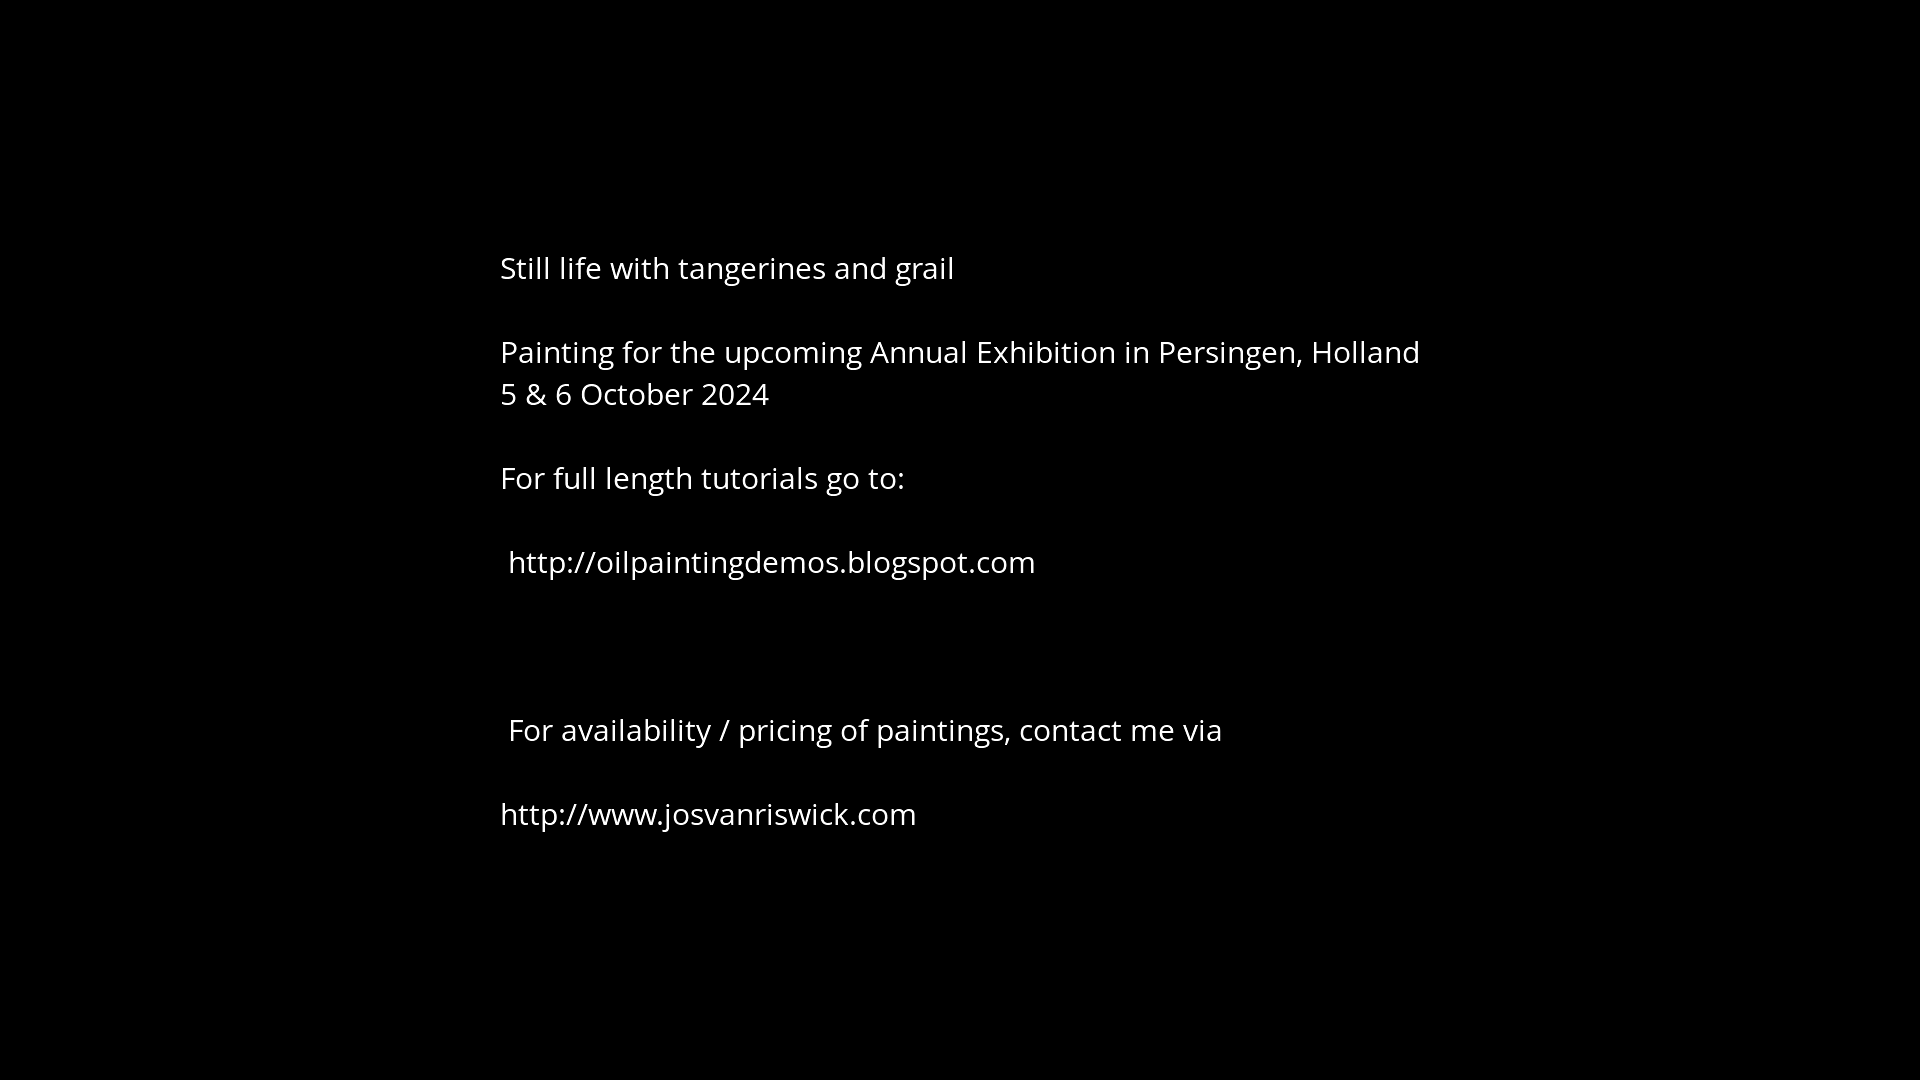 Still life with tangerines and grail
Painting for the upcoming Annual Exhibition in Persingen, Holland
5 & 6 October 2024
For full length tutorials go to:
http://oilpaintingdemos.blogspot.com
For availability / pricing of paintings, contact me via
http://www.josvanriswick.com